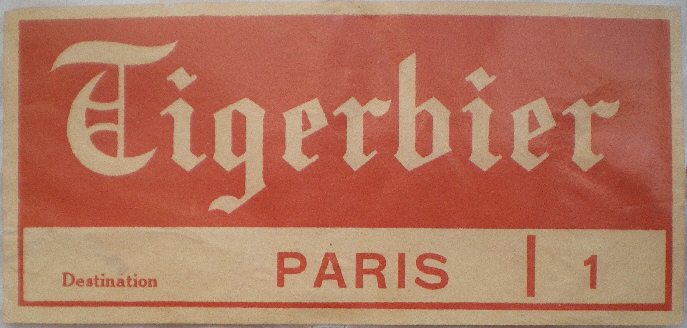 Tigerbier
Destination PARIS | 1